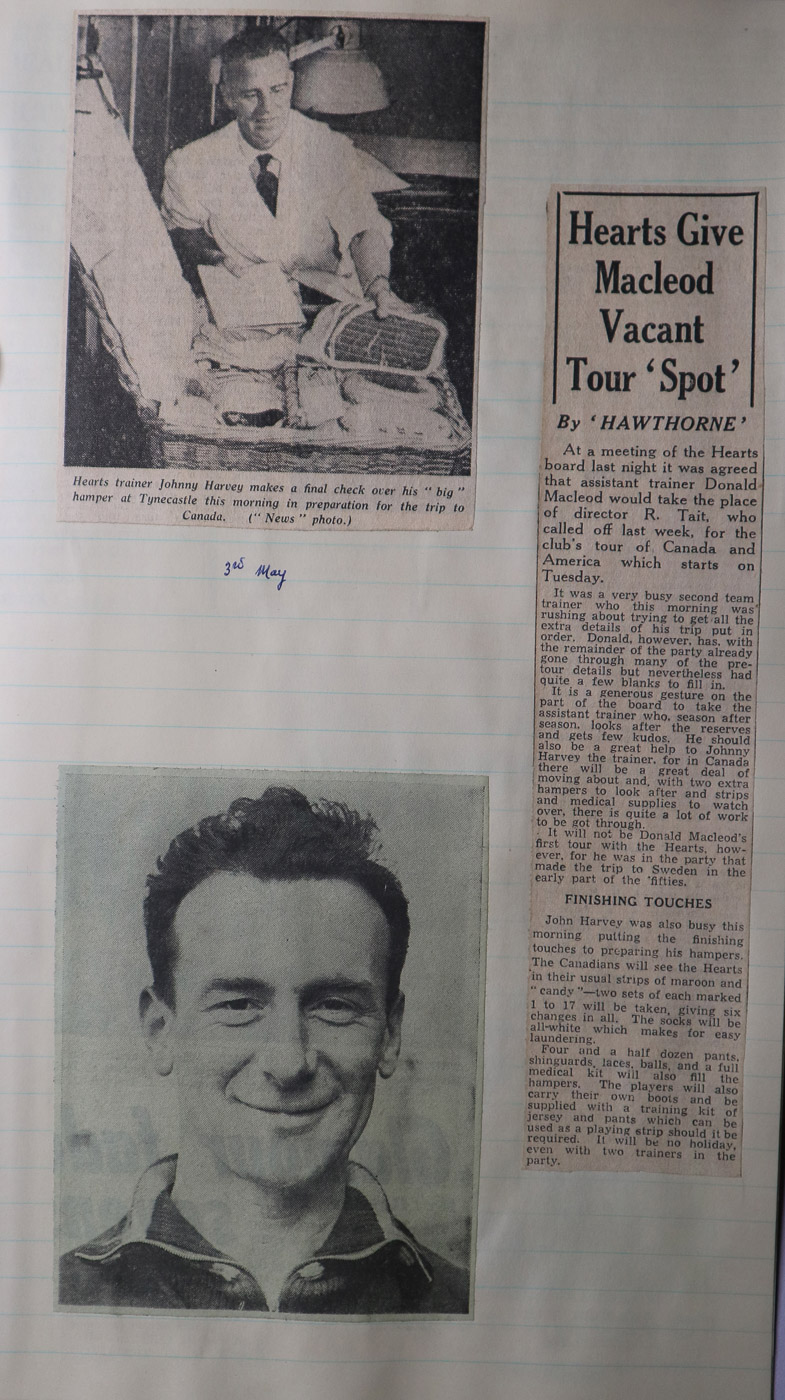 Hearts trainer Johnny Harvey makes a final check over his " big "
hamper at Tynecastle this morning in preparation for the trip to
Canada. (" News " photo.)
3rd May
Hearts Give
Macleod
Vacant
Tour ‘Spot’
By ‘ HAWTHORNE ’
At a meeting of the Hearts
board last night it was agreed
that assistant trainer Donald
Macleod would take the place
of director R. Tait, who
called off last week, for the
club's tour of Canada and
America which starts on
Tuesday.
It was a very busy second team
trainer who this morning was
rushing about trying to get all the
extra details of his trip put in
order. Donald, however, has, with
the remainder of the party already
gone through many of the pre-
tour details but nevertheless had
quite a few blanks to fill in.
It is a generous gesture on the
part of the board to take the
assistant trainer who, season after
season, looks after the reserves
and gets few kudos. He should
also be a great help to Johnny
Harvey the trainer, for in Canada
there will be a great deal of
moving about and, with two extra
hampers to look after and strips
and medical supplies to watch
over, there is quite a lot of work
to be got through.
It will not be Donald Macleod's
first tour with the Hearts, how-
ever, for he was in the party that
made the trip to Sweden in the
early part of the 'fifties.
FINISHING TOUCHES
John Harvey was also busy this
morning putting the finishing
touches to preparing his hampers.
The Canadians will see the Hearts
in their usual strips of maroon and
" candy "—two sets of each marked
1 to 17 will be taken, giving six
changes in all. The socks will be
all-white which makes for easy
laundering.
Four and a half dozen pants,
shinguards, laces, balls, and a full
medical kit will also fill the
hampers. The players will also
carry their own boots and be
supplied with a training kit of
jersey and pants which can be
used as a playing strip should it be
required. It will be no holiday,
even with two trainers in the
party.